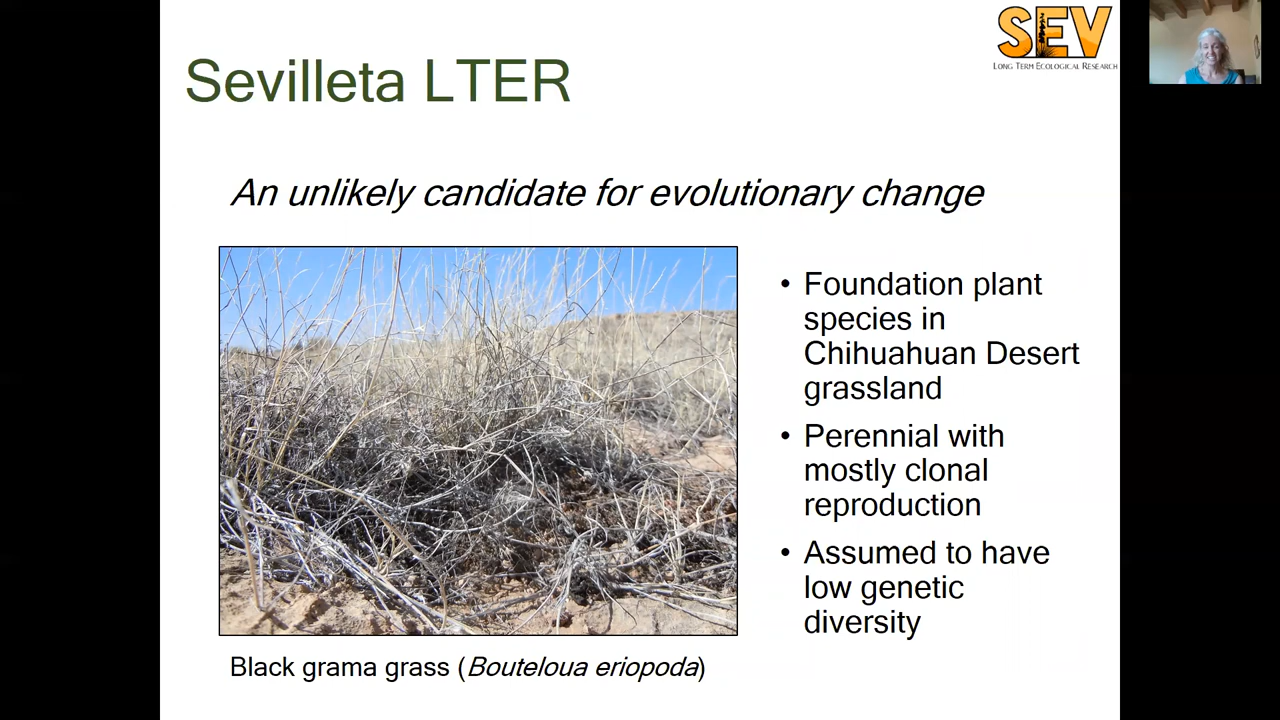 SEV
LONG TERM ECOLOGICAL RESEARCH
Sevilleta LTER
An unlikely candidate for evolutionary change
• Foundation plant
species in
Chihuahuan Desert
grassland
• Perennial with
mostly clonal
reproduction
• Assumed to have
low genetic
diversity
Black grama grass (Bouteloua eriopoda)